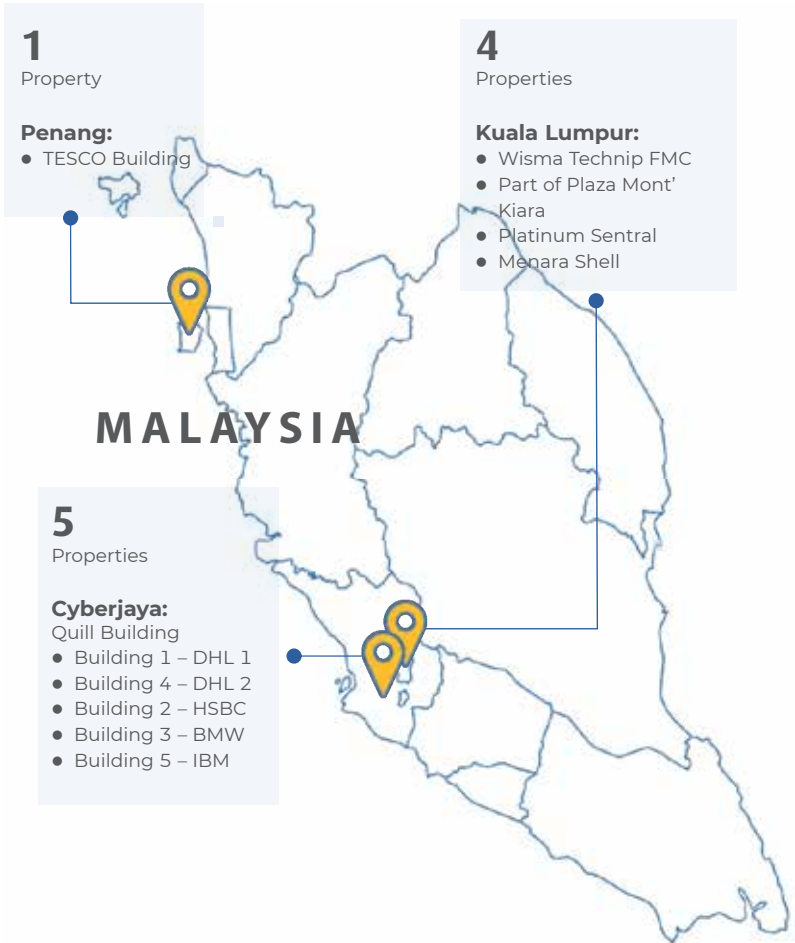 1
Property
Penang:
● TESCO Building
4
Properties
Kuala Lumpur:
● Wisma Technip FMC
● Part of Plaza Mont’
Kiara
● Platinum Sentral
● Menara Shell
MALAYSIA
5
Properties
Cyberjaya:
Quill Building
● Building 1 – DHL 1
● Building 4 – DHL 2
● Building 2 – HSBC
● Building 3 – BMW
● Building 5 – IBM